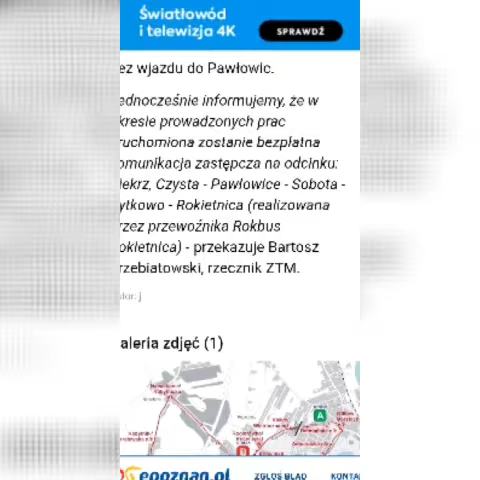 Światłowód
i telewizja 4K
SPRAWDŹ
ez wjazdu do Pawłowic.
ednocześnie informujemy, że w
kresie prowadzonych prac
ruchomiona zostanie bezpłatna
omunikacja zastępcza na odcinku:
iekrz, Czysta - Pawłowice - Sobota -
ytkowo - Rokietnica (realizowana
rzez przewoźnika Rokbus
okietnica) - przekazuje Bartosz
rzebiatowski, rzecznik ZTM.
aleria zdjęć (1)
A
epoznan.pl
ZGŁOŚ BŁĄD
KONTA